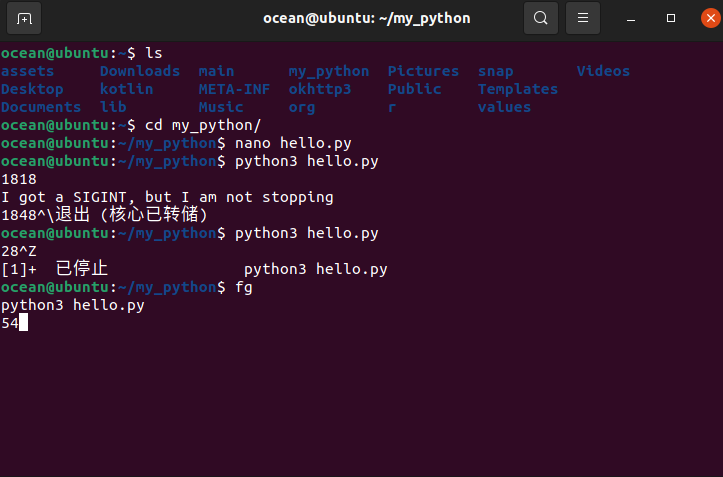 ocean@ubuntu: ~/my_python
ocean@ubuntu:~$ ls
assets Downloads main my_python Pictures snap Videos
Desktop kotlin META-INF okhttp3 Public Templates
Documents lib Music org r values
ocean@ubuntu:~$ cd my_python/
ocean@ubuntu:~/my_python$ nano hello.py
ocean@ubuntu:~/my_python$ python3 hello.py
1818
I got a SIGINT, but I am not stopping
1848^\退出 (核心已转储)
ocean@ubuntu:~/my_python$ python3 hello.py
28^Z
[1]+ 已停止 python3 hello.py
ocean@ubuntu:~/my_python$ fg
python3 hello.py
54